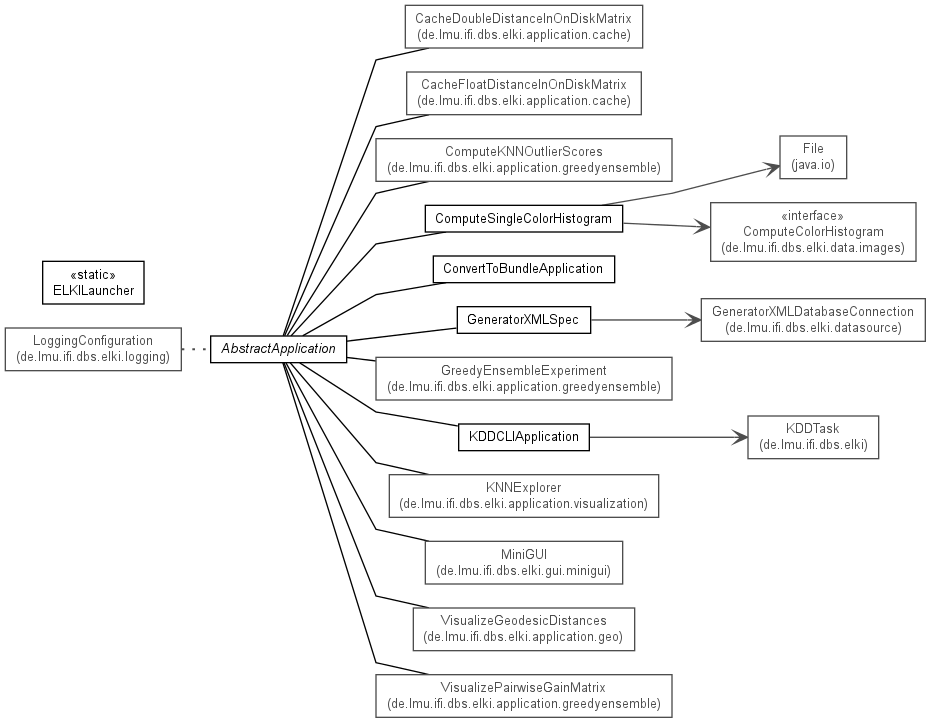 CacheDoubleDistanceInOnDiskMatrix
(de.lmu.ifi.dbs.elki.application.cache)
CacheFloatDistanceInOnDiskMatrix
(de.lmu.ifi.dbs.elki.application.cache)
ComputeKNNOutlierScores
(de.lmu.ifi.dbs.elki.application.greedyensemble)
File
(java.io)
ComputeSingleColorHistogram
«interface»
ComputeColorHistogram
(de.lmu.ifi.dbs.elki.data.images)
«static»
ELKILauncher
ConvertToBundleApplication
GeneratorXMLSpec
GeneratorXMLDatabaseConnection
(de.lmu.ifi.dbs.elki.datasource)
LoggingConfiguration
(de.lmu.ifi.dbs.elki.logging)
AbstractApplication
GreedyEnsembleExperiment
(de.lmu.ifi.dbs.elki.application.greedyensemble)
KDDCLIApplication
KDDTask
(de.lmu.ifi.dbs.elki)
KNNExplorer
(de.lmu.ifi.dbs.elki.application.visualization)
MiniGUI
(de.lmu.ifi.dbs.elki.gui.minigui)
VisualizeGeodesicDistances
(de.lmu.ifi.dbs.elki.application.geo)
VisualizePairwiseGainMatrix
(de.lmu.ifi.dbs.elki.application.greedyensemble)